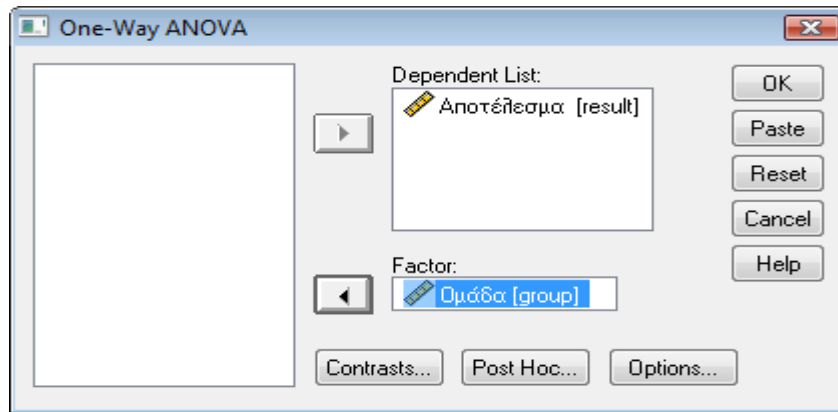 One-Way ANOVA
Dependent List:
Αποτέλεσμα [result]
OK
Paste
Reset
Cancel
Help
Factor:
Ομάδα [group]
Contrasts... Post Hoc... Options...